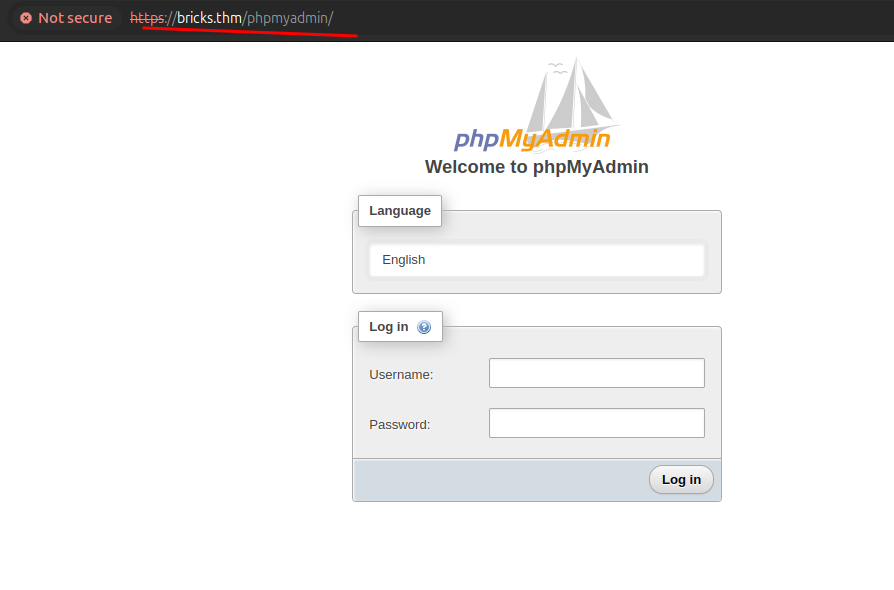 Not secure https://bricks.thm/phpmyadmin/
phpMyAdmin
Welcome to phpMyAdmin
Language
English
Log in ?
Username:
Password:
Log in